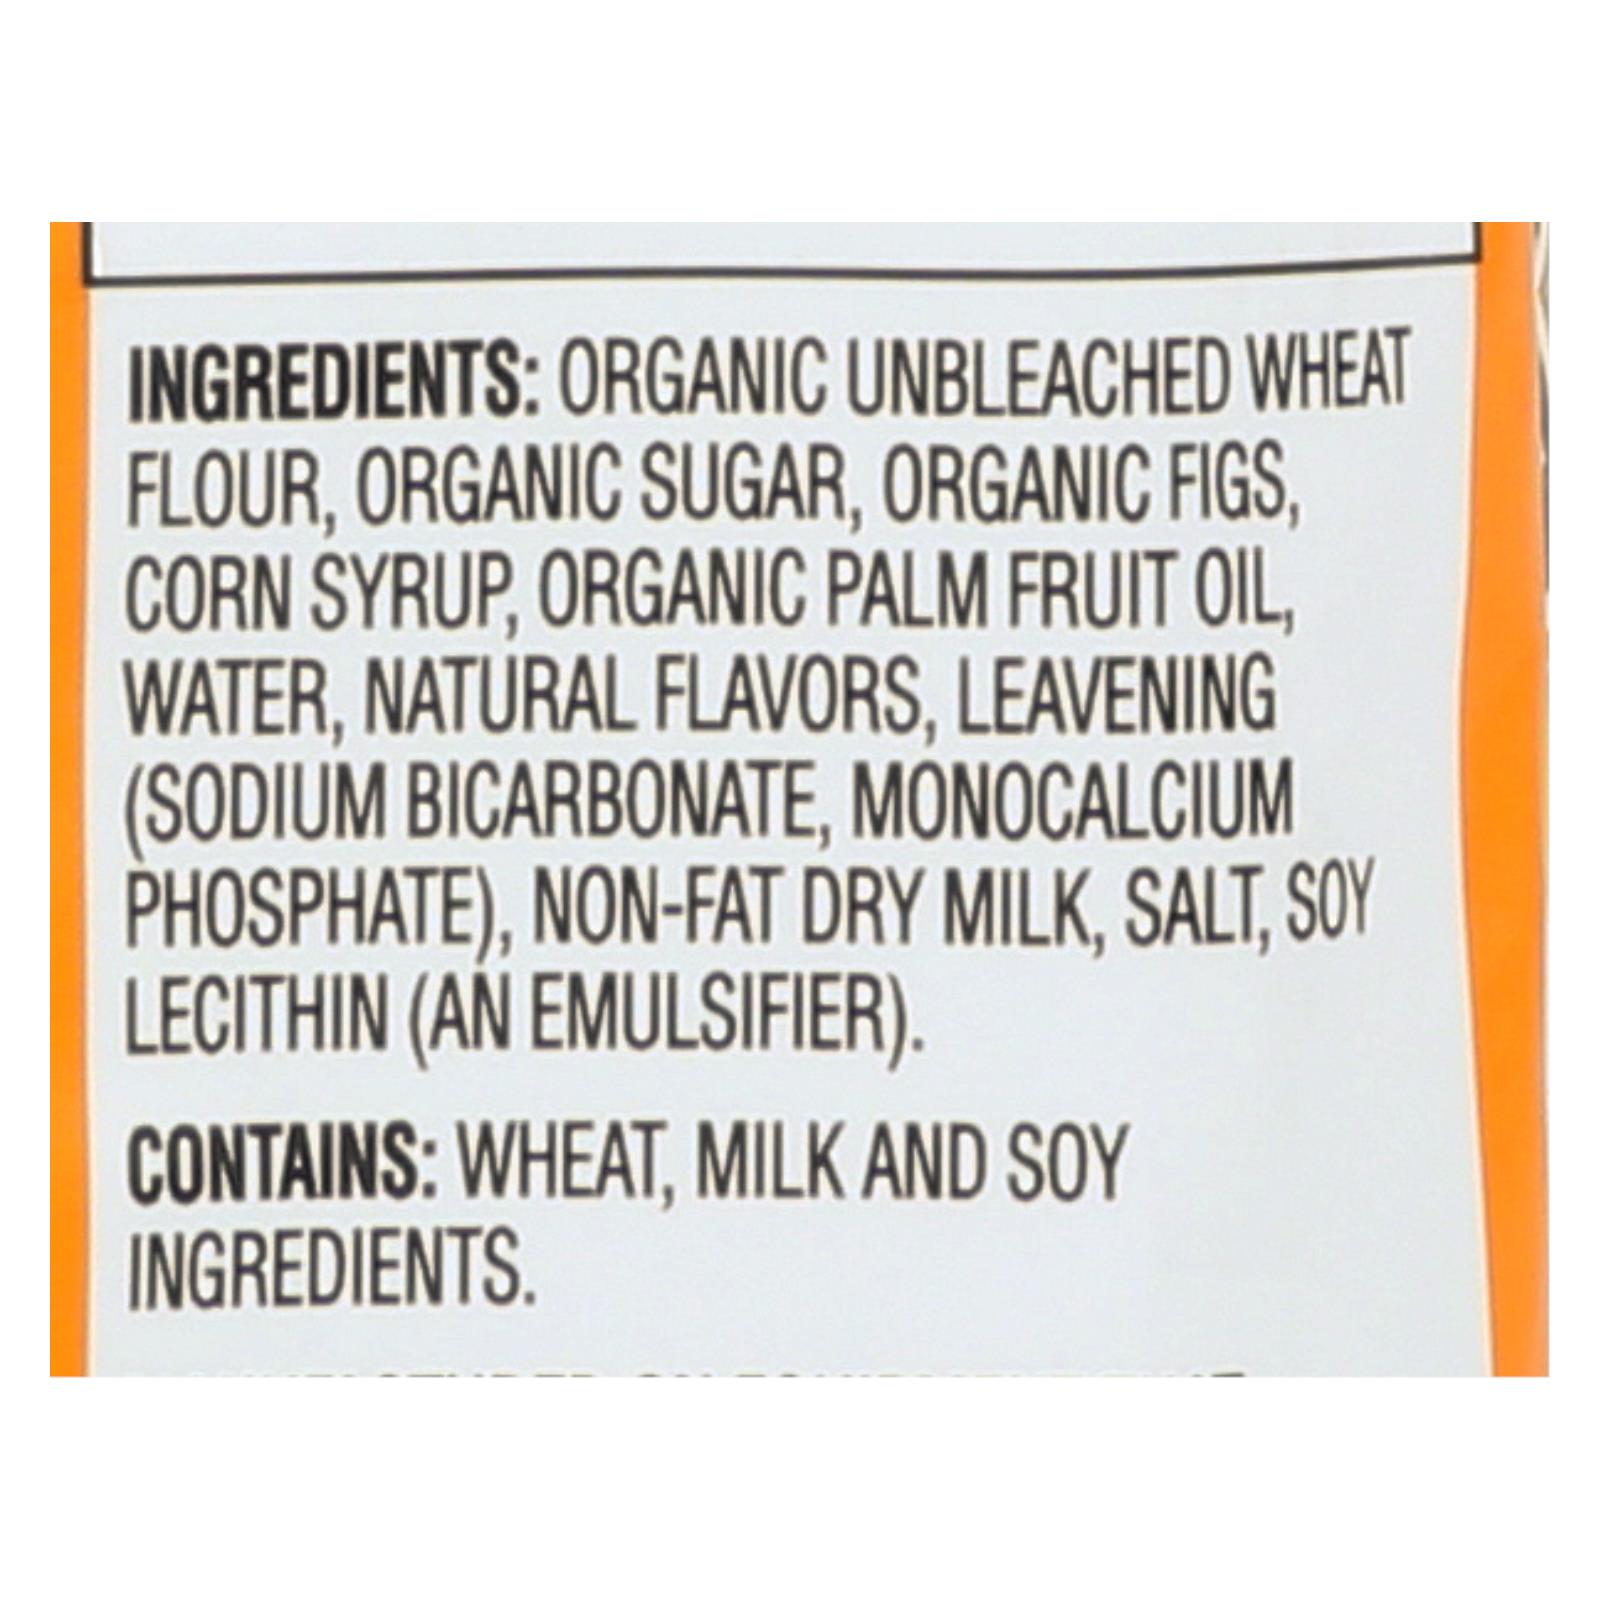 INGREDIENTS: ORGANIC UNBLEACHED WHEAT
FLOUR, ORGANIC SUGAR, ORGANIC FIGS,
CORN SYRUP, ORGANIC PALM FRUIT OIL,
WATER, NATURAL FLAVORS, LEAVENING
(SODIUM BICARBONATE, MONOCALCIUM
PHOSPHATE), NON-FAT DRY MILK, SALT, SOY
LECITHIN (AN EMULSIFIER).
CONTAINS: WHEAT, MILK AND SOY
INGREDIENTS.